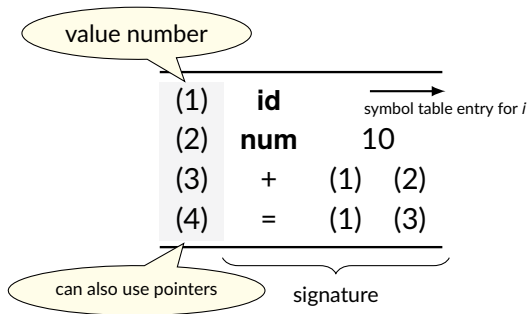 value number
(1) id
symbol table entry for i
(2) num 10
(3) + (1) (2)
(4) = (1) (3)
can also use pointers
signature